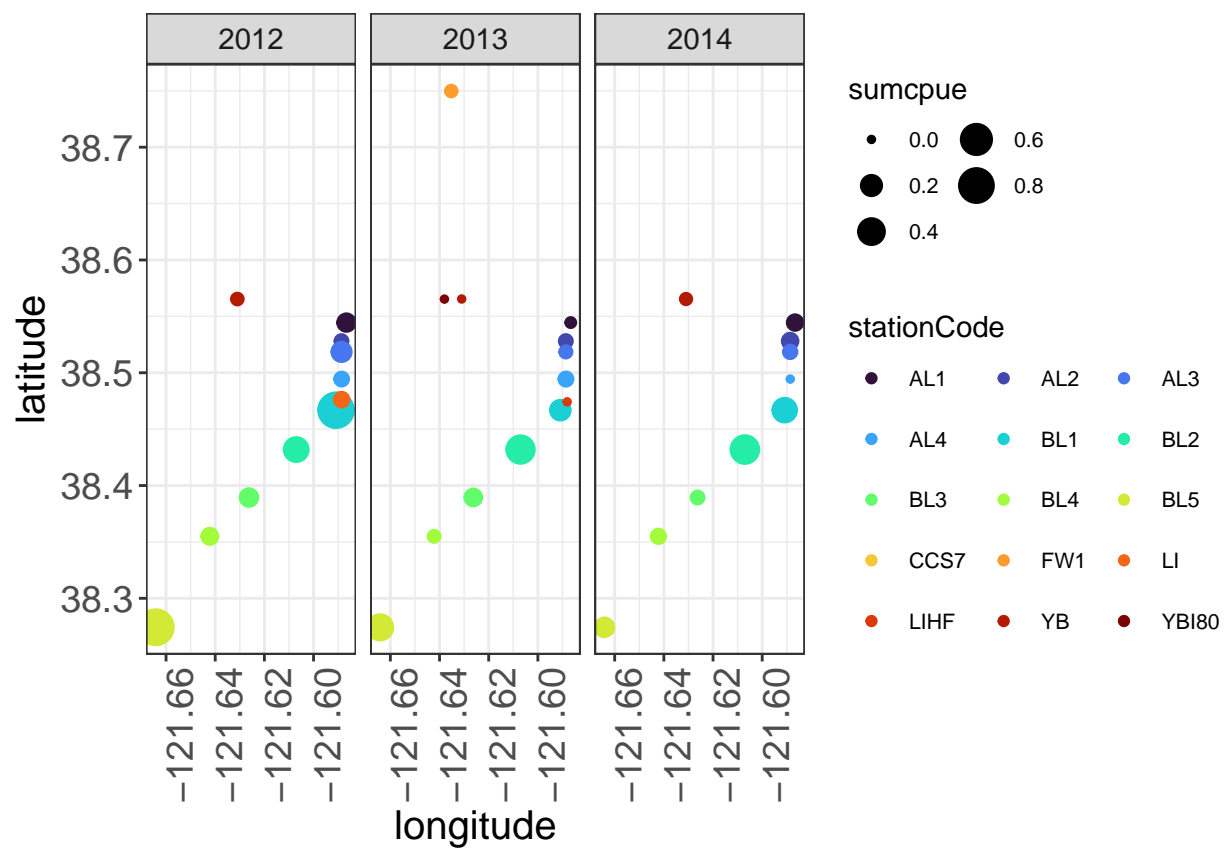 2012 2013 2014
38.7
38.6
38.5
38.4
38.3
latitude
−121.66 −121.64 −121.62 −121.60 −121.66 −121.64 −121.62 −121.60 −121.66 −121.64 −121.62 −121.60
longitude
sumcpue
0.0 0.6
0.2 0.8
0.4
stationCode
AL1 AL2 AL3
AL4 BL1 BL2
BL3 BL4 BL5
CCS7 FW1 LI
LIHF YB YBI80